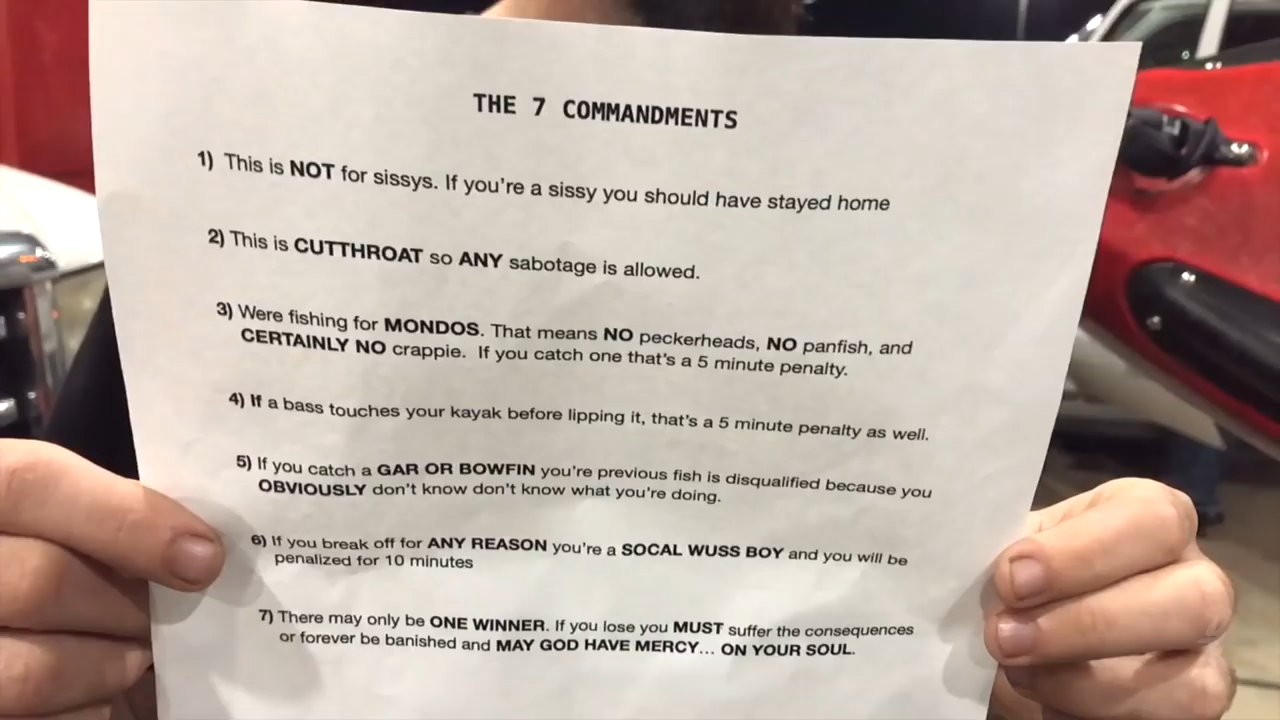 THE 7 COMMANDMENTS
1) This is NOT for sissys. If you're a sissy you should have stayed home
2) This is CUTTHROAT so ANY sabotage is allowed.
3) Were fishing for MONDOS. That means NO peckerheads, NO panfish, and
CERTAINLY NO crappie. If you catch one that's a 5 minute penalty.
4) If a bass touches your kayak before lipping it, that's a 5 minute penalty as well.
5) If you catch a GAR OR BOWFIN you're previous fish is disqualified because you
OBVIOUSLY don't know don't know what you're doing.
6) If you break off for ANY REASON you're a SOCAL WUSS BOY and you will be
penalized for 10 minutes
7) There may only be ONE WINNER. If you lose you MUST suffer the consequences
or forever be banished and MAY GOD HAVE MERCY... ON YOUR SOUL.